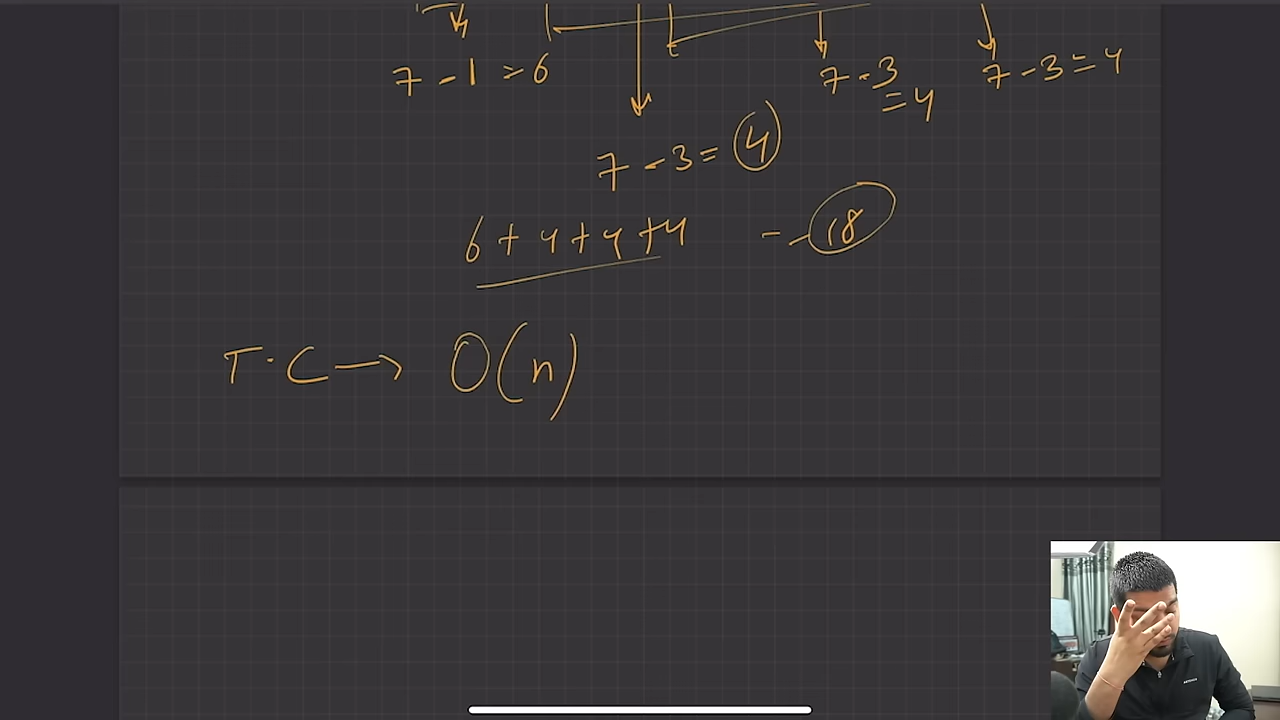 7 - 1 = 6
7 - 3 = 4
7 - 3 = 4
7 - 3 = 4
6 + 4 + 4 + 4 = 18
T.C → O(n)